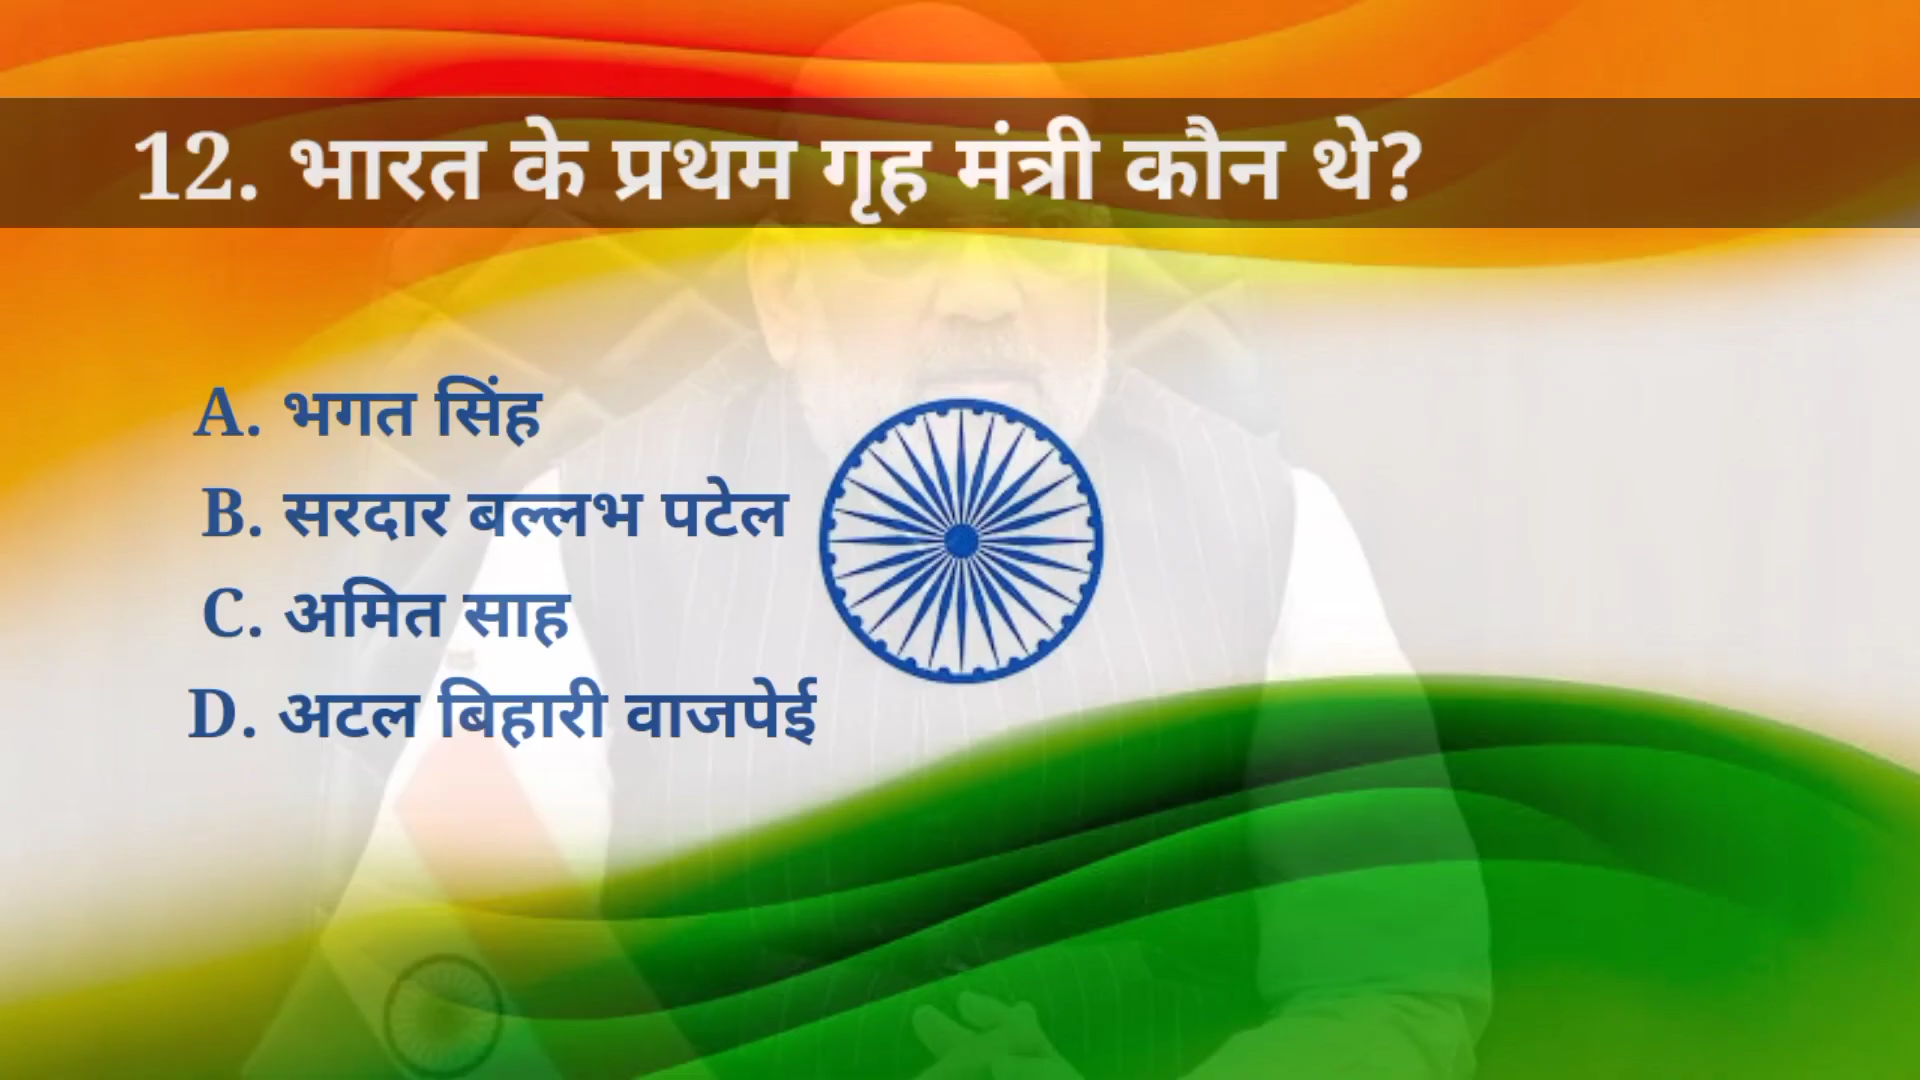 12. भारत के प्रथम गृह मंत्री कौन थे?
A. भगत सिंह
B. सरदार बल्लभ पटेल
C. अमित साह
D. अटल बिहारी वाजपेई